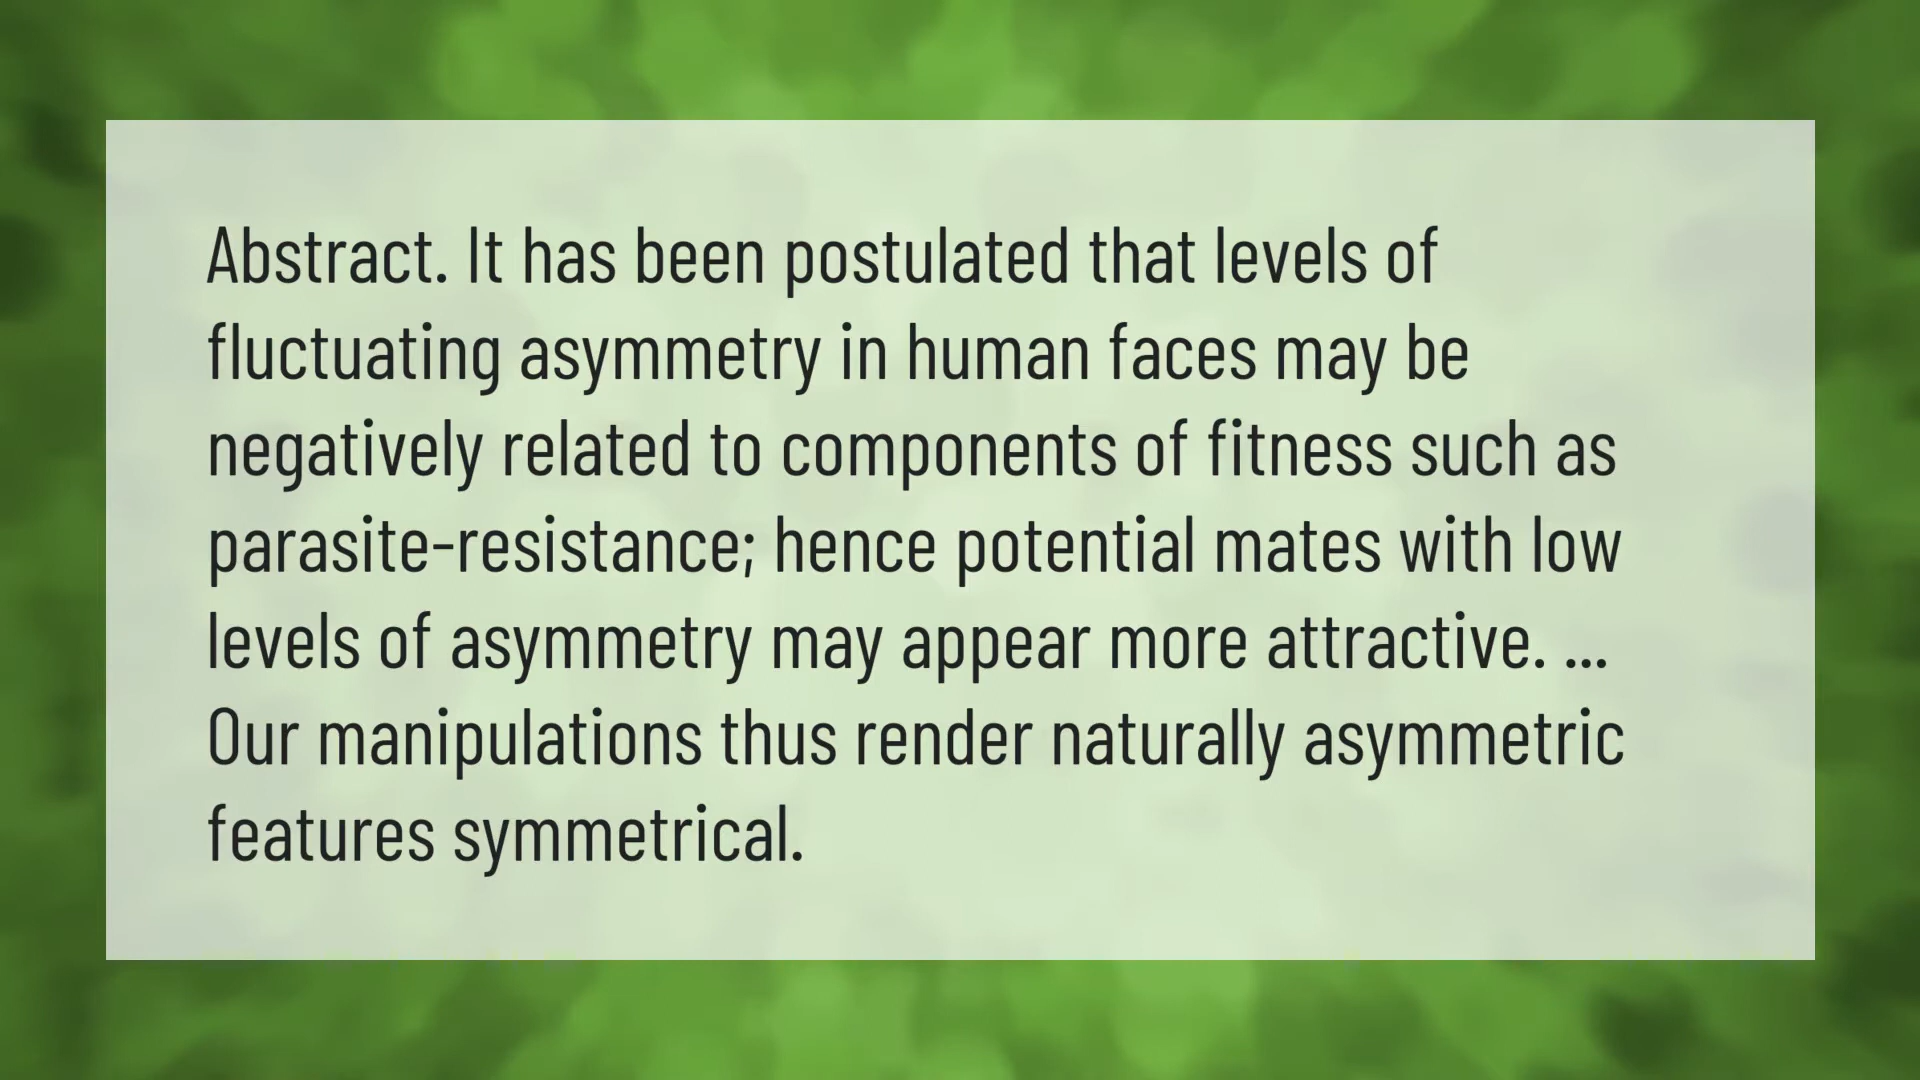 Abstract. It has been postulated that levels of
fluctuating asymmetry in human faces may be
negatively related to components of fitness such as
parasite-resistance; hence potential mates with low
levels of asymmetry may appear more attractive. ...
Our manipulations thus render naturally asymmetric
features symmetrical.